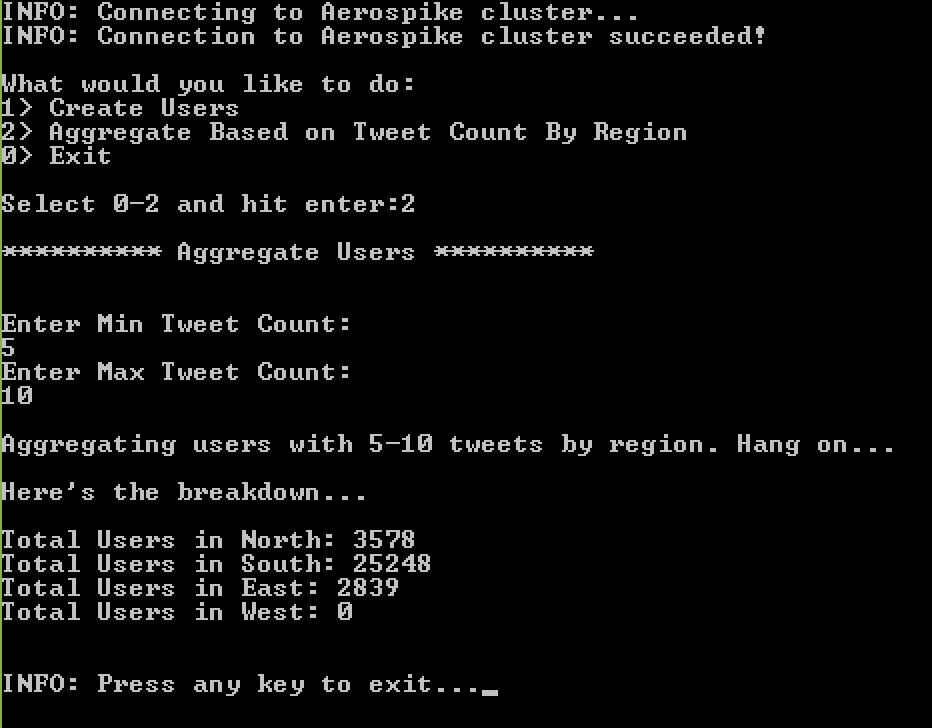 INFO: Connecting to Aerospike cluster...
INFO: Connection to Aerospike cluster succeeded!
What would you like to do:
1> Create Users
2> Aggregate Based on Tweet Count By Region
0> Exit
Select 0-2 and hit enter:2
********** Aggregate Users **********
Enter Min Tweet Count:
5
Enter Max Tweet Count:
10
Aggregating users with 5-10 tweets by region. Hang on...
Here's the breakdown...
Total Users in North: 3578
Total Users in South: 25248
Total Users in East: 2839
Total Users in West: 0
INFO: Press any key to exit..._